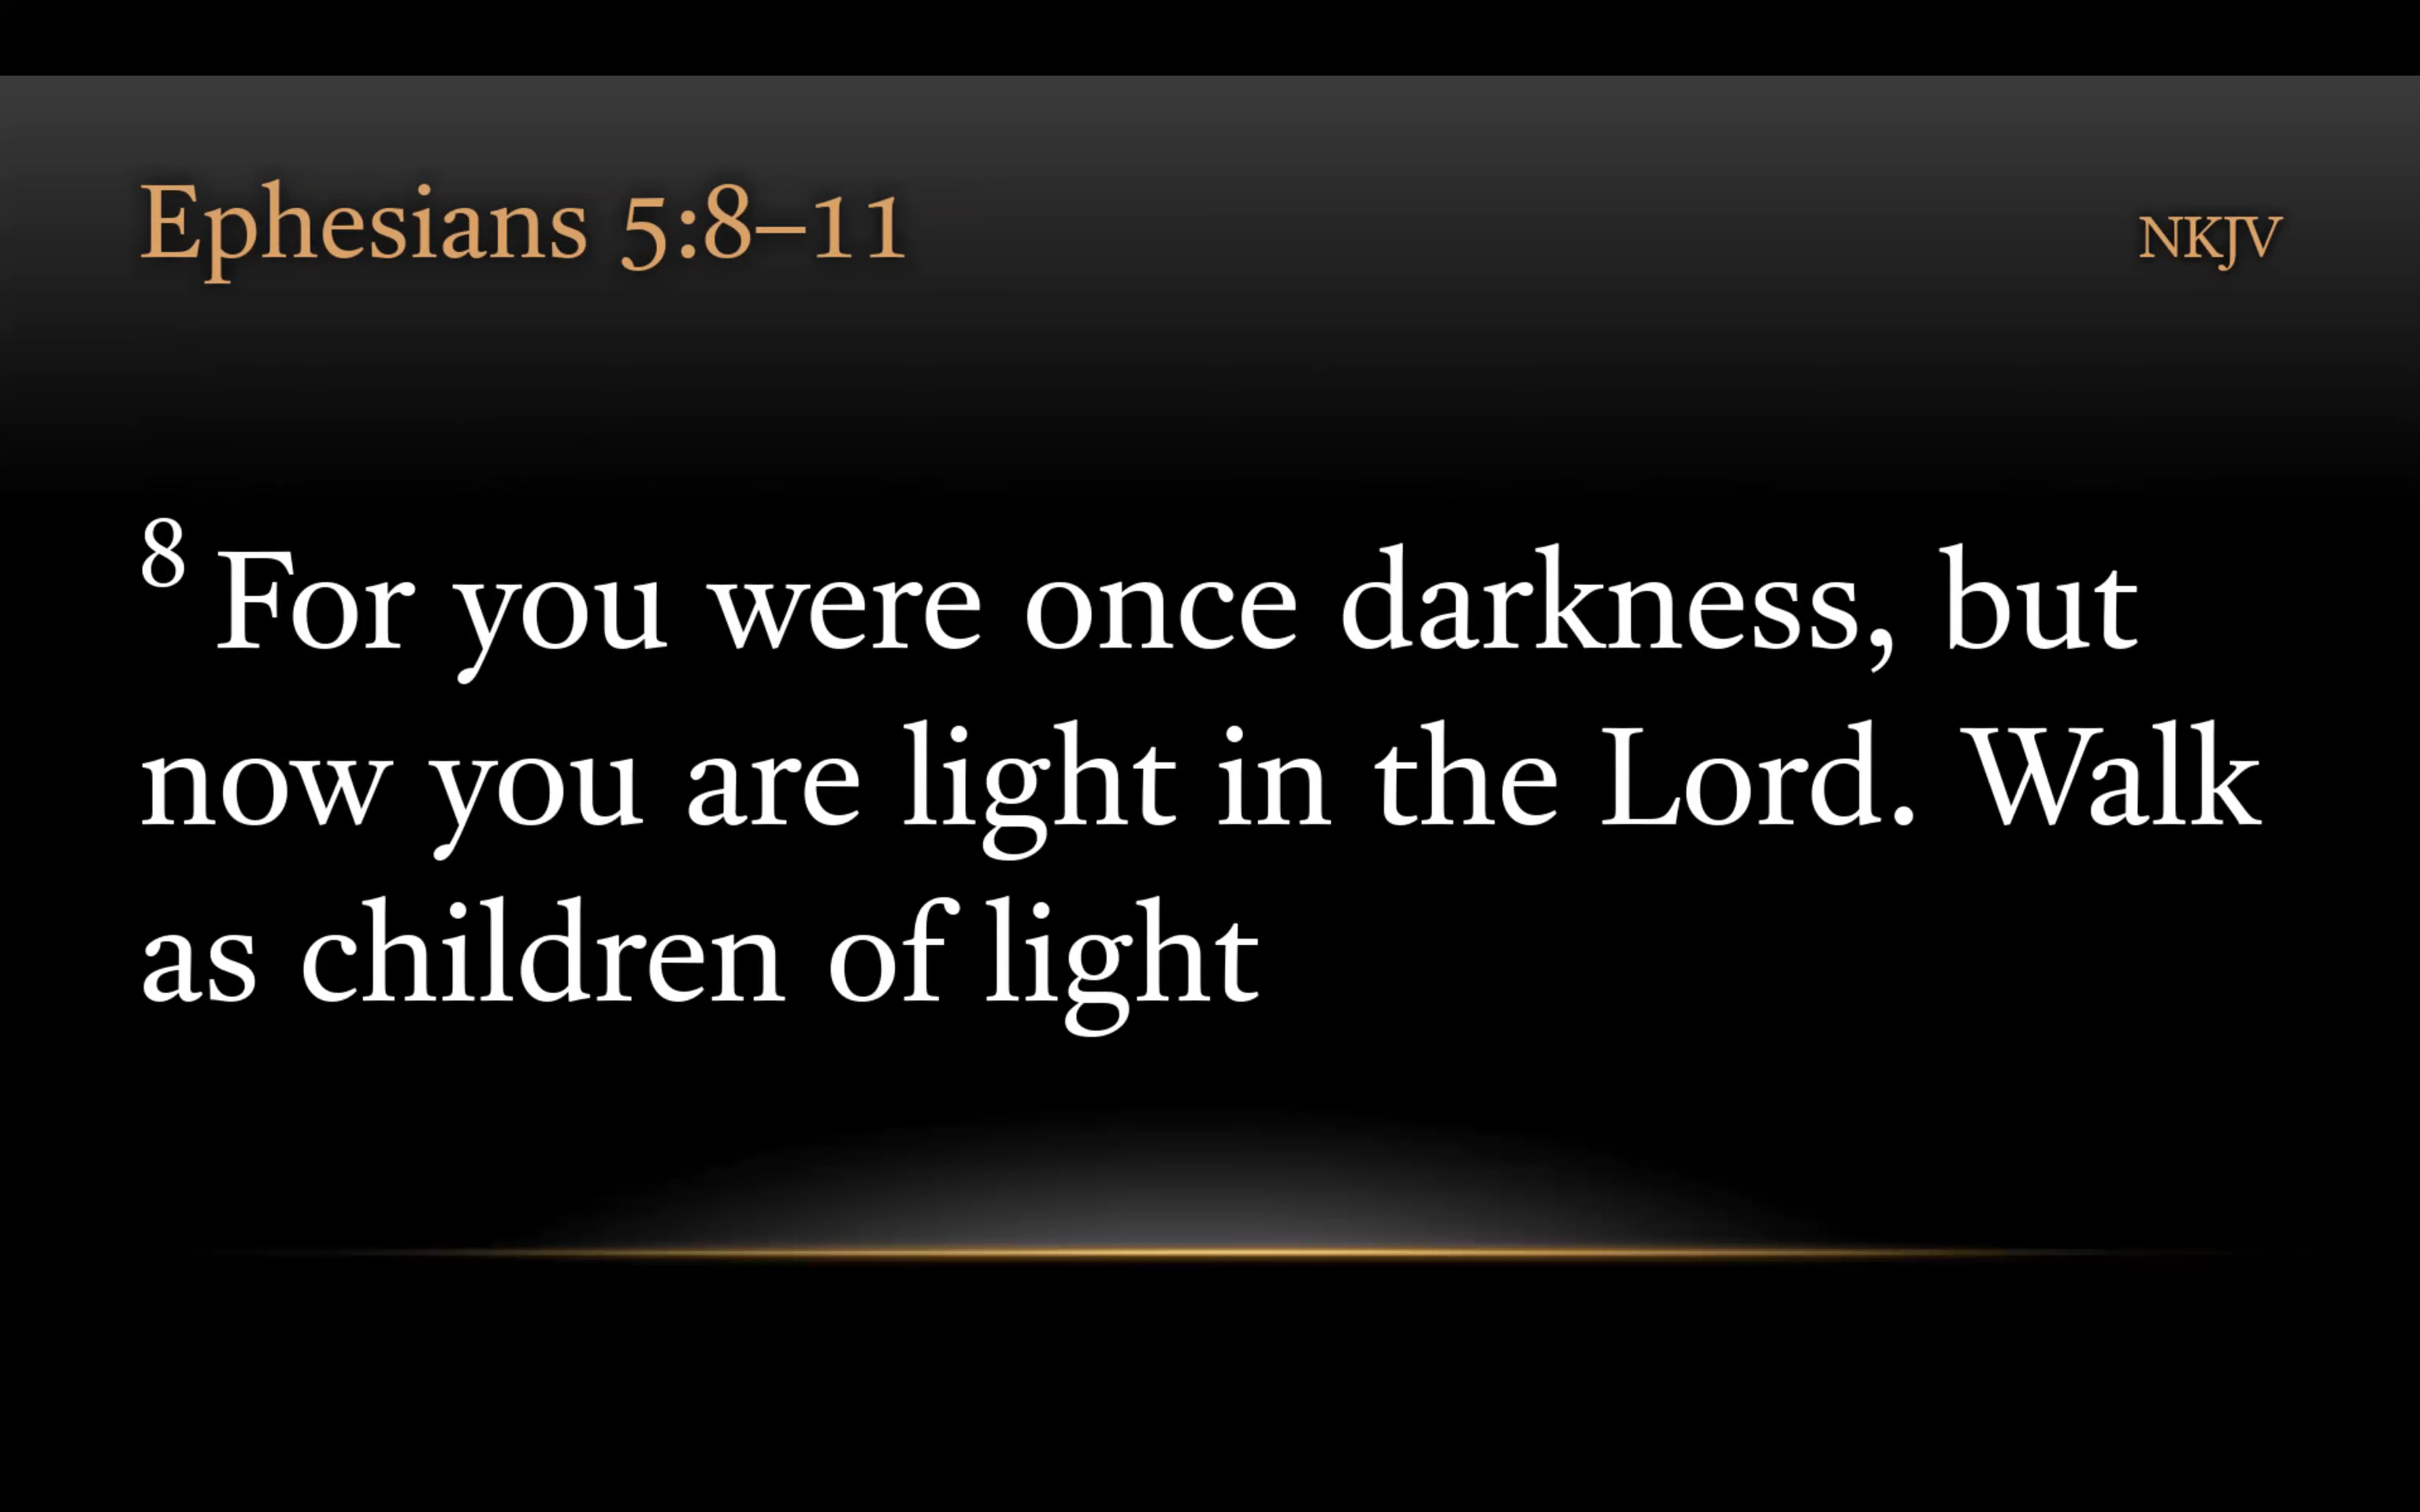 Ephesians 5:8–11 NKJV
8 For you were once darkness, but
now you are light in the Lord. Walk
as children of light